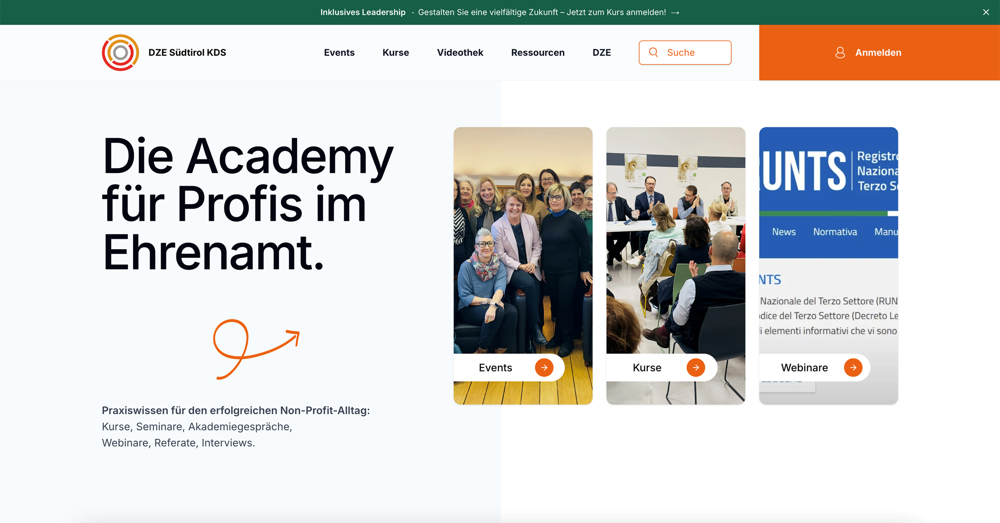 Inklusives Leadership · Gestalten Sie eine vielfältige Zukunft – Jetzt zum Kurs anmelden! →
DZE Südtirol KDS
Events
Kurse
Videothek
Ressourcen
DZE
Suche
Anmelden
Die Academy
für Profis im
Ehrenamt.
Praxiswissen für den erfolgreichen Non-Profit-Alltag:
Kurse, Seminare, Akademiegespräche,
Webinare, Referate, Interviews.
Events
Kurse
RUNTS
Registro
Naziona
Terzo S
News Normativa Manu
NTS
Nazionale del Terzo Settore (RUN
odice del Terzo Settore (Decreto Le
li elementi informativi che vi sono
Webinare